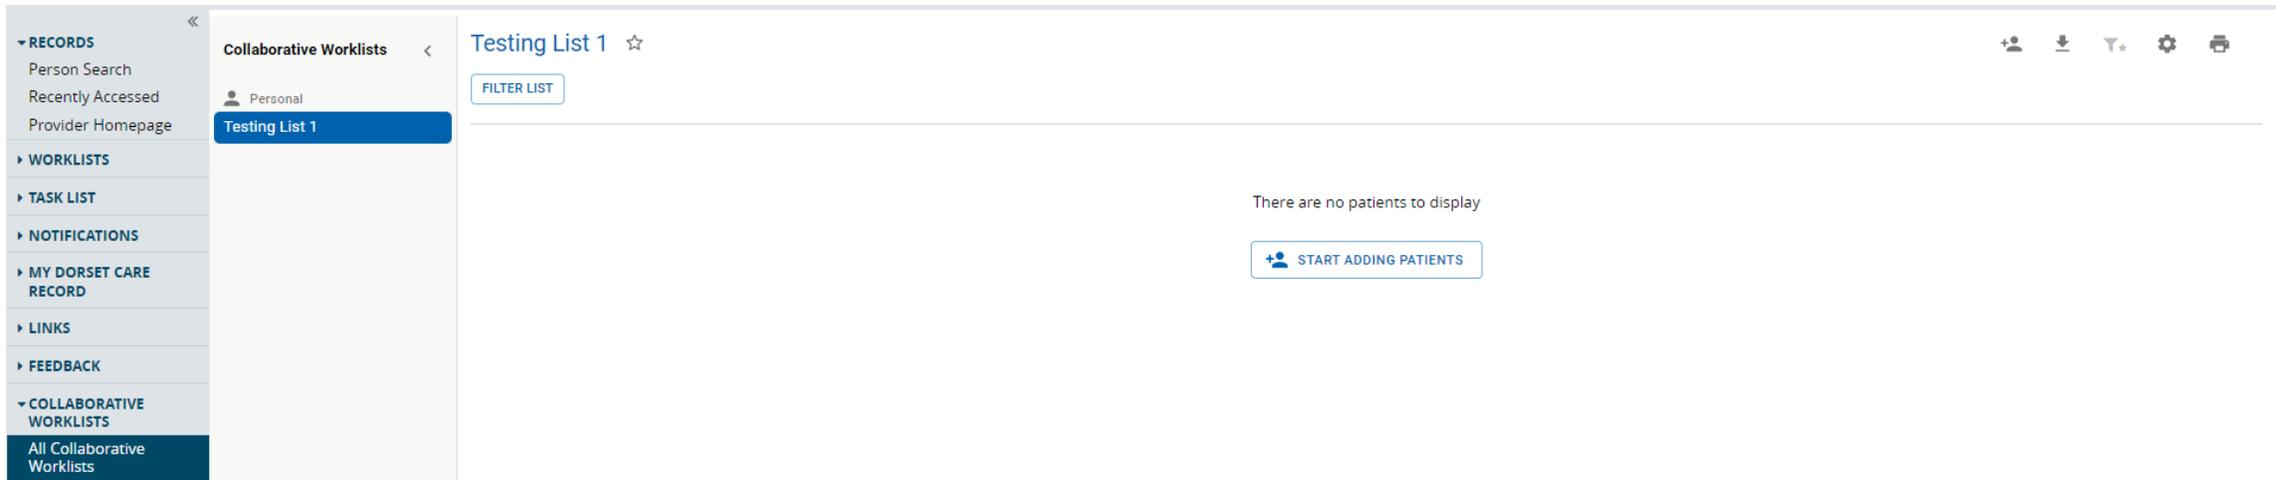 RECORDS
Person Search
Recently Accessed
Provider Homepage
WORKLISTS
TASK LIST
NOTIFICATIONS
MY DORSET CARE
RECORD
LINKS
FEEDBACK
COLLABORATIVE
WORKLISTS
All Collaborative
Worklists
Collaborative Worklists
Personal
Testing List 1
Testing List 1
FILTER LIST
There are no patients to display
START ADDING PATIENTS